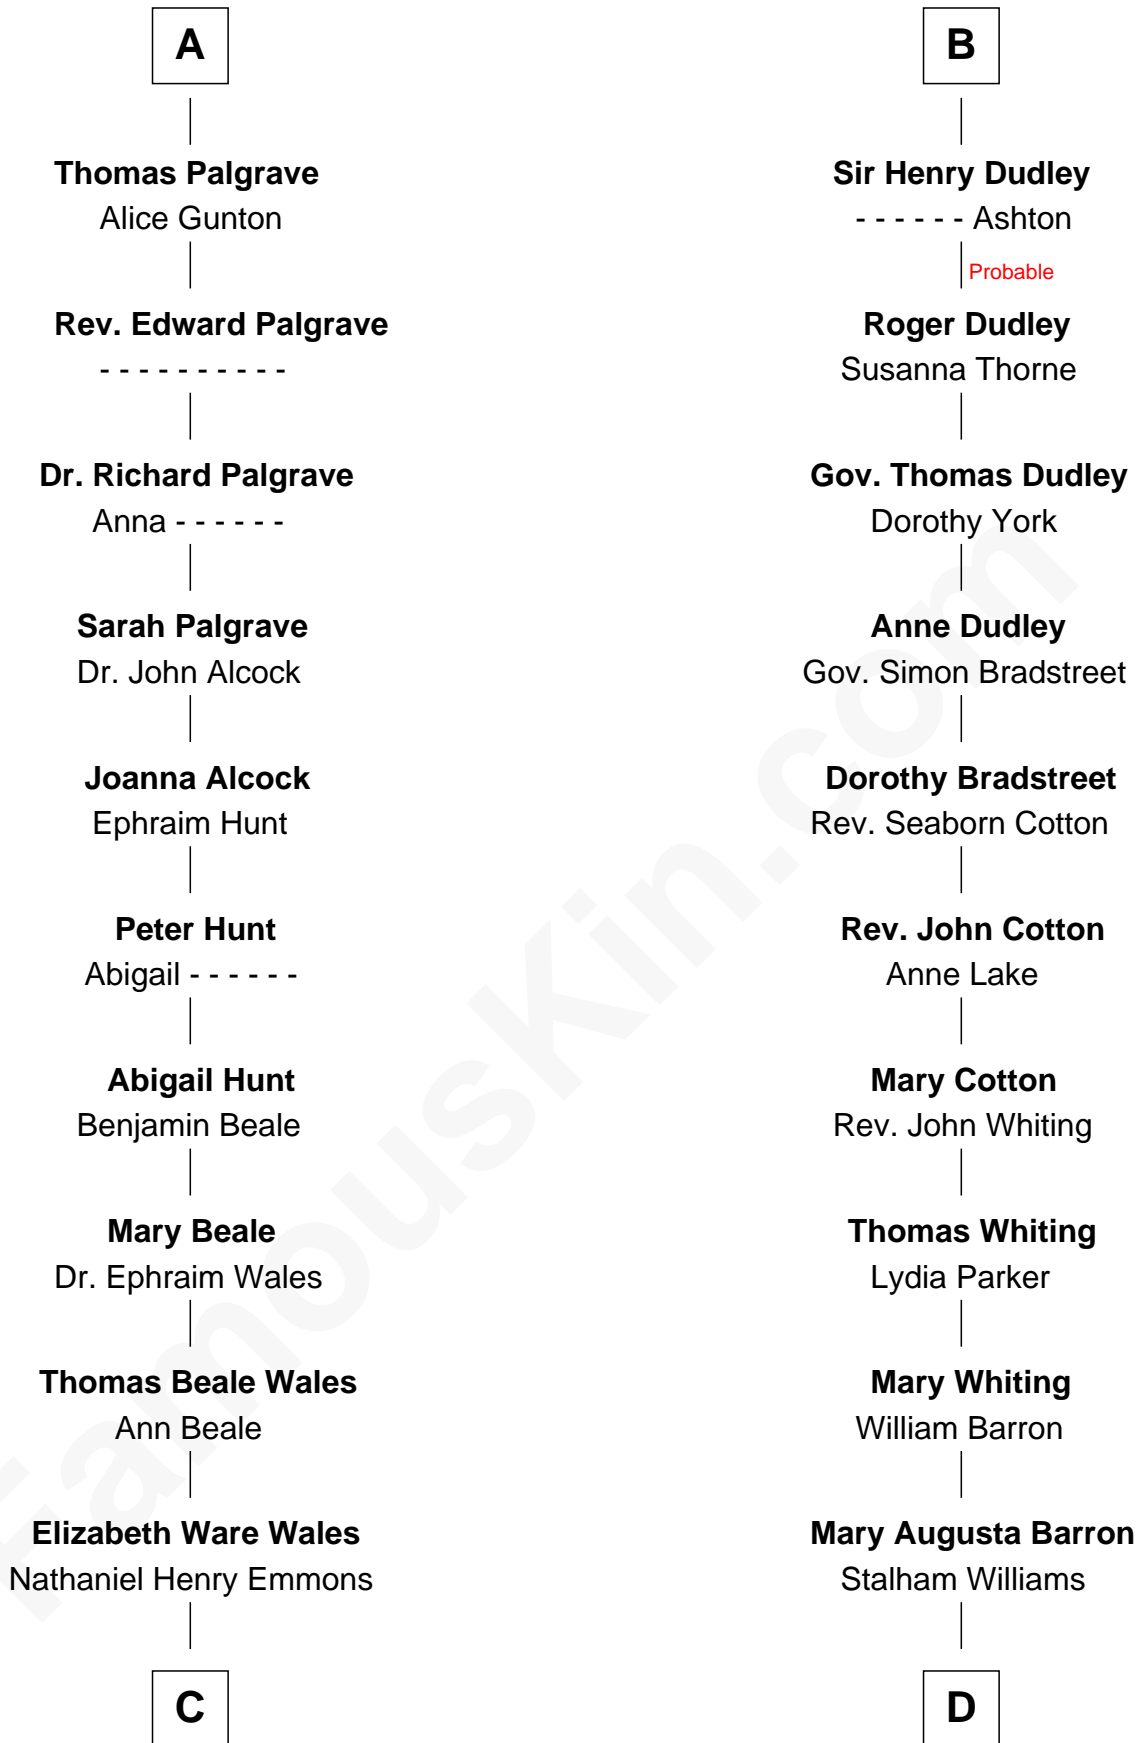 A
Thomas Palgrave
Alice Gunton
Rev. Edward Palgrave
- - - - - - - - - -
Dr. Richard Palgrave
Anna - - - - - -
Sarah Palgrave
Dr. John Alcock
Joanna Alcock
Ephraim Hunt
Peter Hunt
Abigail - - - - - -
Abigail Hunt
Benjamin Beale
Mary Beale
Dr. Ephraim Wales
Thomas Beale Wales
Ann Beale
Elizabeth Ware Wales
Nathaniel Henry Emmons
C
B
Sir Henry Dudley
- - - - - - Ashton
Probable
Roger Dudley
Susanna Thorne
Gov. Thomas Dudley
Dorothy York
Anne Dudley
Gov. Simon Bradstreet
Dorothy Bradstreet
Rev. Seaborn Cotton
Rev. John Cotton
Anne Lake
Mary Cotton
Rev. John Whiting
Thomas Whiting
Lydia Parker
Mary Whiting
William Barron
Mary Augusta Barron
Stalham Williams
D
FamousKin.com